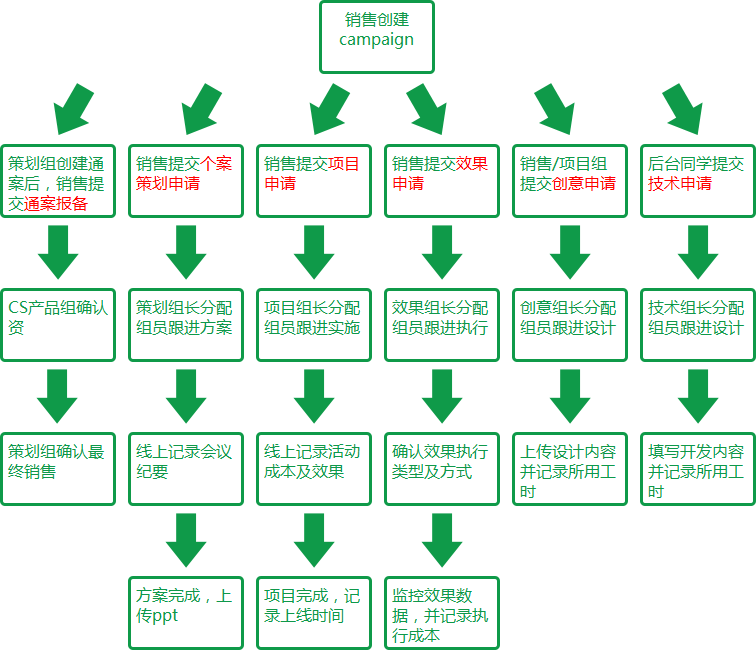 销售创建
campaign
策划组创建通
案后，销售提
交通案报备
销售提交个案
策划申请
销售提交项目
申请
销售提交效果
申请
销售/项目组
提交创意申请
后台同学提交
技术申请
CS产品组确认
资
策划组长分配
组员跟进方案
项目组长分配
组员跟进实施
效果组长分配
组员跟进执行
创意组长分配
组员跟进设计
技术组长分配
组员跟进设计
策划组确认最
终销售
线上记录会议
纪要
线上记录活动
成本及效果
确认效果执行
类型及方式
上传设计内容
并记录所用工
时
填写开发内容
并记录所用工
时
方案完成，上
传ppt
项目完成，记
录上线时间
监控效果数
据，并记录执
行成本